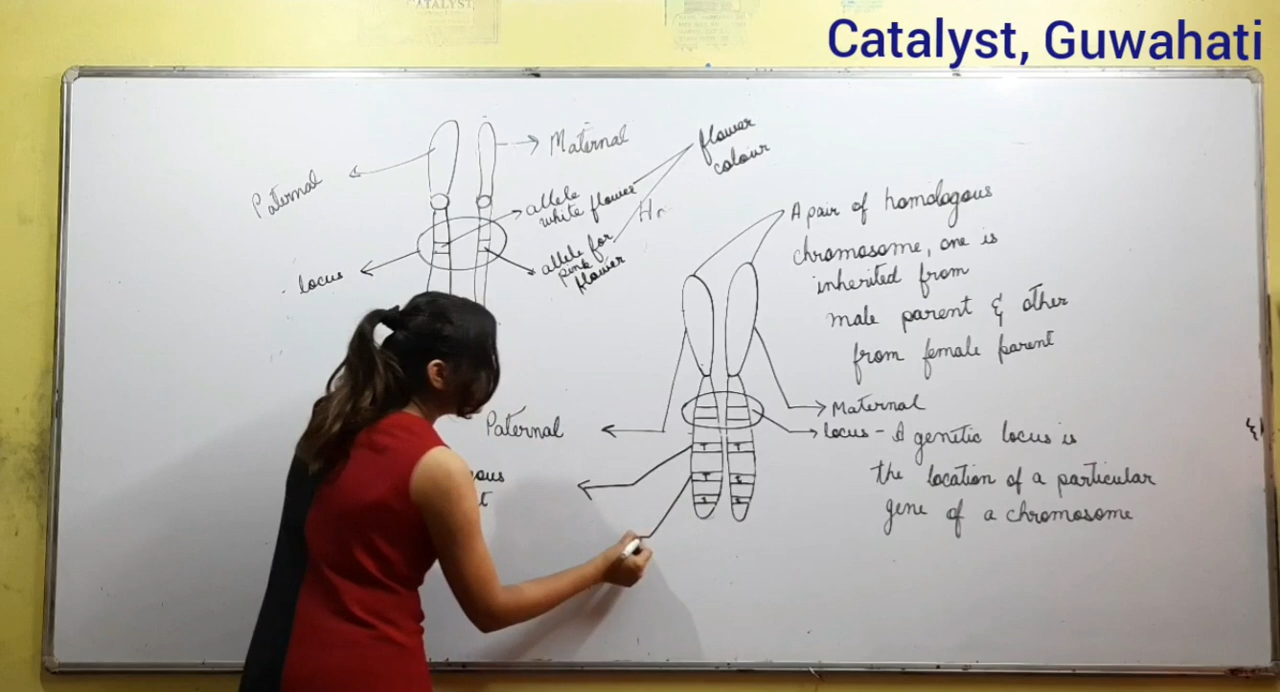 CATALYST
Catalyst, Guwahati
Maternal
Paternal
flower
colour
allele
white flower
allele for
pink
flower
locus
A pair of homologous
chromosome, one is
inherited from
male parent & other
from female parent
Maternal
Paternal
locus - A genetic locus is
the location of a particular
gene of a chromosome
ous
t
T
T
t
t